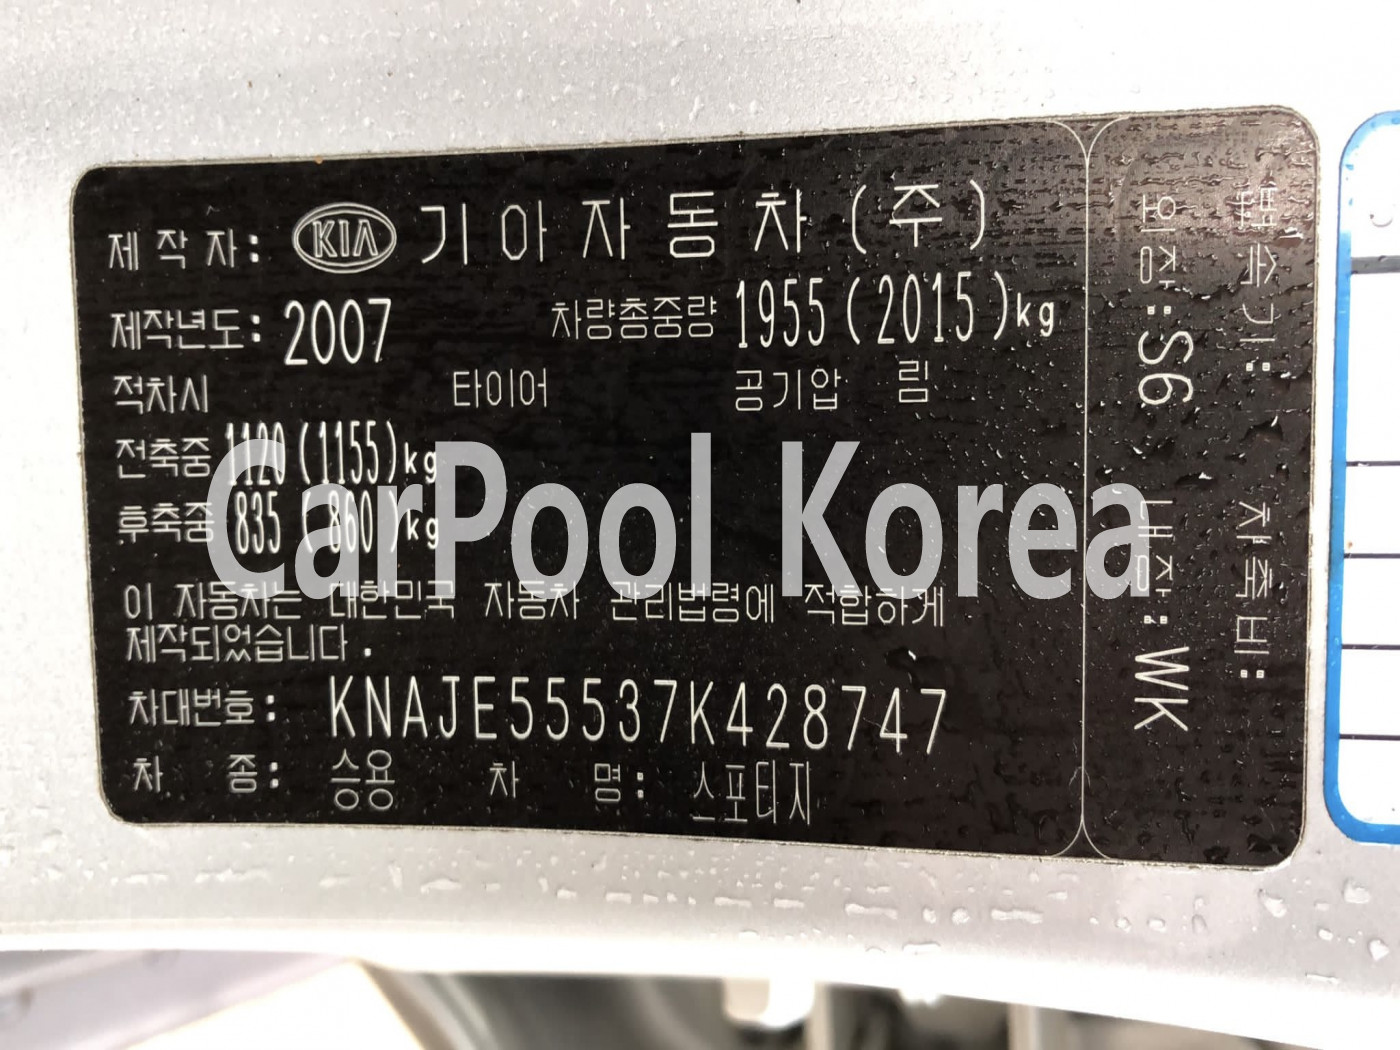 제 작 자: KIA 기 아 자 동 차 (주)
제작년도: 2007 차량총중량 1955 (2015)kg
적차시 타이어 공기압 림
전축중 1120 (1155)kg
후축중 835 ( 860)kg
CarPool Korea
이 자동차는 대한민국 자동차 관리법령에 적합하게
제작되었습니다.
차대번호: KNAJE55537K428747
차 종: 승용 차 명: 스포티지
변속기: 차축비:
외장:S6 내장:WK